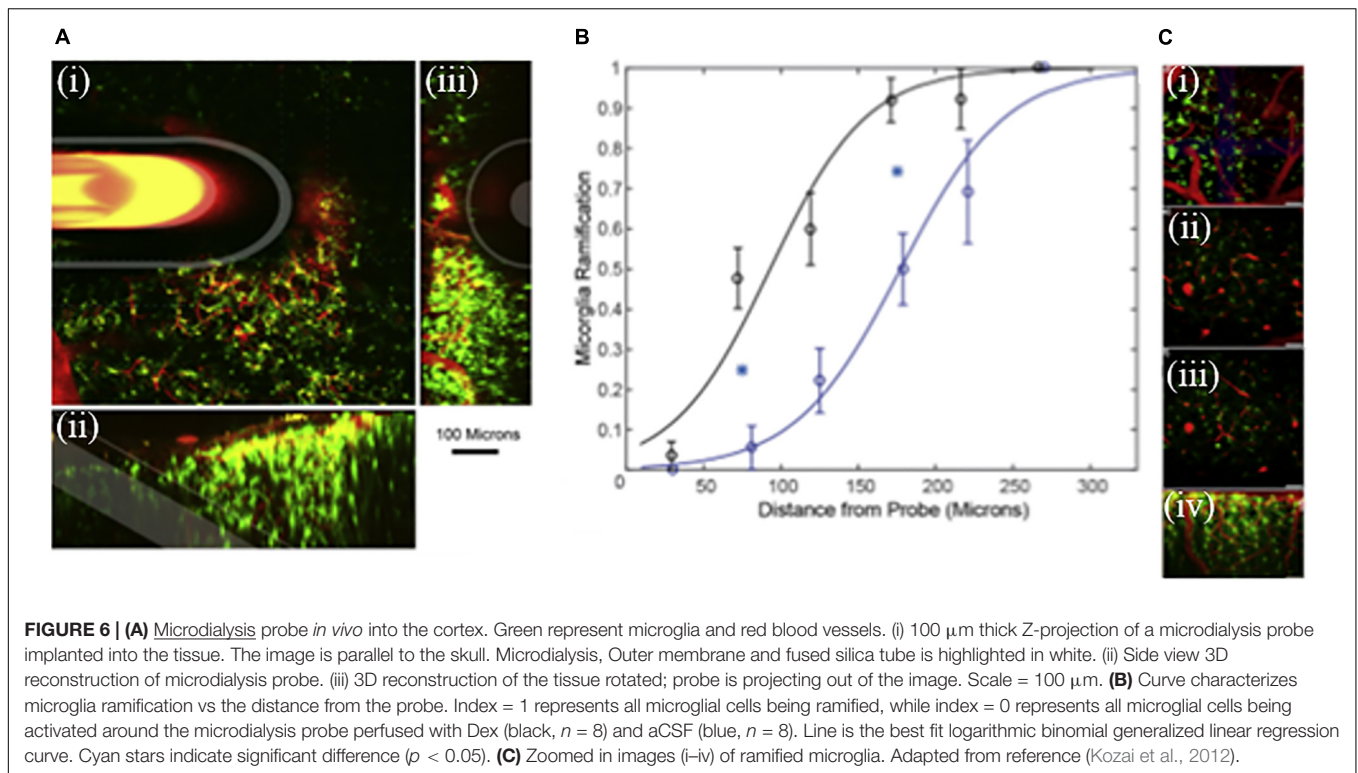 A
B
C
(i)
(iii)
(ii)
100 Microns
1
0.9
0.8
0.7
0.6
0.5
0.4
0.3
0.2
0.1
0
50
100
150
200
250
300
Micorglia Ramification
Distance from Probe (Microns)
(i)
(ii)
(iii)
(iv)
FIGURE 6 | (A) Microdialysis probe in vivo into the cortex. Green represent microglia and red blood vessels. (i) 100 μm thick Z-projection of a microdialysis probe
implanted into the tissue. The image is parallel to the skull. Microdialysis, Outer membrane and fused silica tube is highlighted in white. (ii) Side view 3D
reconstruction of microdialysis probe. (iii) 3D reconstruction of the tissue rotated; probe is projecting out of the image. Scale = 100 μm. (B) Curve characterizes
microglia ramification vs the distance from the probe. Index = 1 represents all microglial cells being ramified, while index = 0 represents all microglial cells being
activated around the microdialysis probe perfused with Dex (black, n = 8) and aCSF (blue, n = 8). Line is the best fit logarithmic binomial generalized linear regression
curve. Cyan stars indicate significant difference (p < 0.05). (C) Zoomed in images (i–iv) of ramified microglia. Adapted from reference (Kozai et al., 2012).